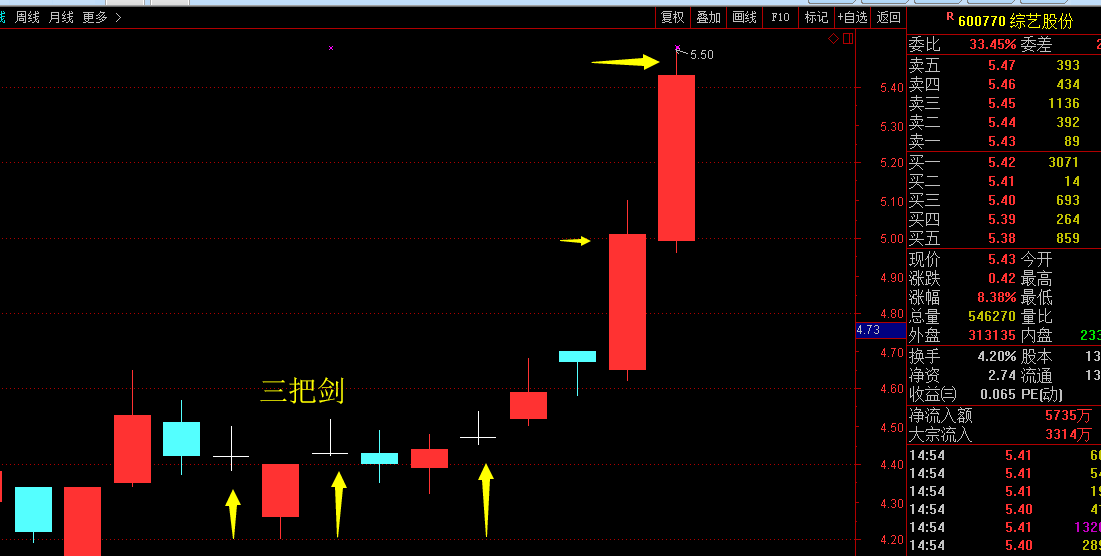 线 周线 月线 更多 >
复权 叠加 画线 F10 标记 +自选 返回
R 600770 综艺股份
委比 33.45% 委差 2
卖五 5.47 393
卖四 5.46 434
卖三 5.45 1136
卖二 5.44 392
卖一 5.43 89
买一 5.42 3071
买二 5.41 14
买三 5.40 693
买四 5.39 264
买五 5.38 859
现价 5.43 今开
涨跌 0.42 最高
涨幅 8.38% 最低
总量 546270 量比
外盘 313135 内盘 233
换手 4.20% 股本 13
净资 2.74 流通 13
收益㈢ 0.065 PE(动)
净流入额 5735万
大宗流入 3314万
14:54 5.41 60
14:54 5.41 54
14:54 5.41 19
14:54 5.40 47
14:54 5.41 1320
14:54 5.40 289
5.50
三把剑
5.40
5.30
5.20
5.10
5.00
4.90
4.80
4.73
4.70
4.60
4.50
4.40
4.30
4.20